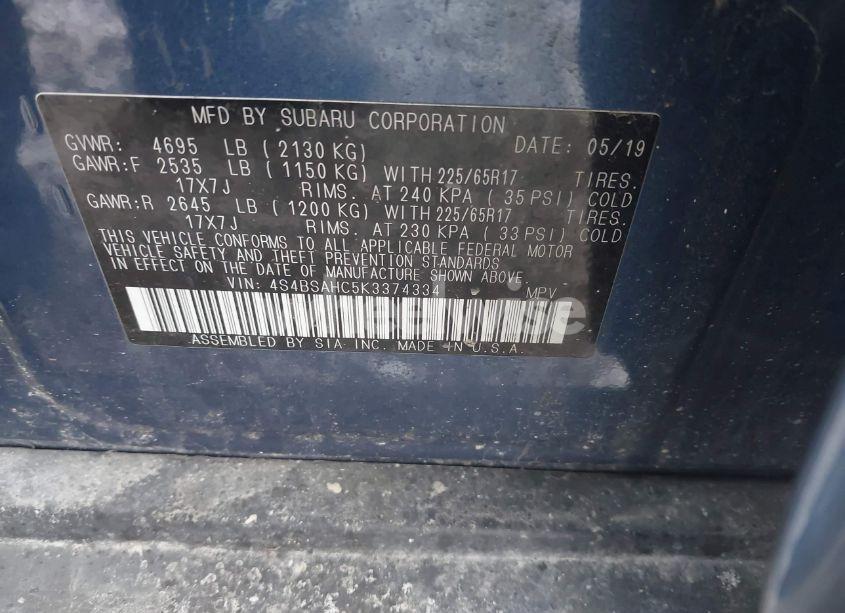 MFD BY SUBARU CORPORATION
GVWR: 4695 LB ( 2130 KG) DATE: 05/19
GAWR:F 2535 LB ( 1150 KG) WITH 225/65R17 TIRES.
17X7J RIMS. AT 240 KPA ( 35 PSI) COLD
GAWR:R 2645 LB ( 1200 KG) WITH 225/65R17 TIRES.
17X7J RIMS. AT 230 KPA ( 33 PSI) COLD
THIS VEHICLE CONFORMS TO ALL APPLICABLE FEDERAL MOTOR
VEHICLE SAFETY AND THEFT PREVENTION STANDARDS
IN EFFECT ON THE DATE OF MANUFACTURE SHOWN ABOVE
VIN: 4S4BSAHC5K3374334 MPV
ASSEMBLED BY SIA INC. MADE IN U.S.A.